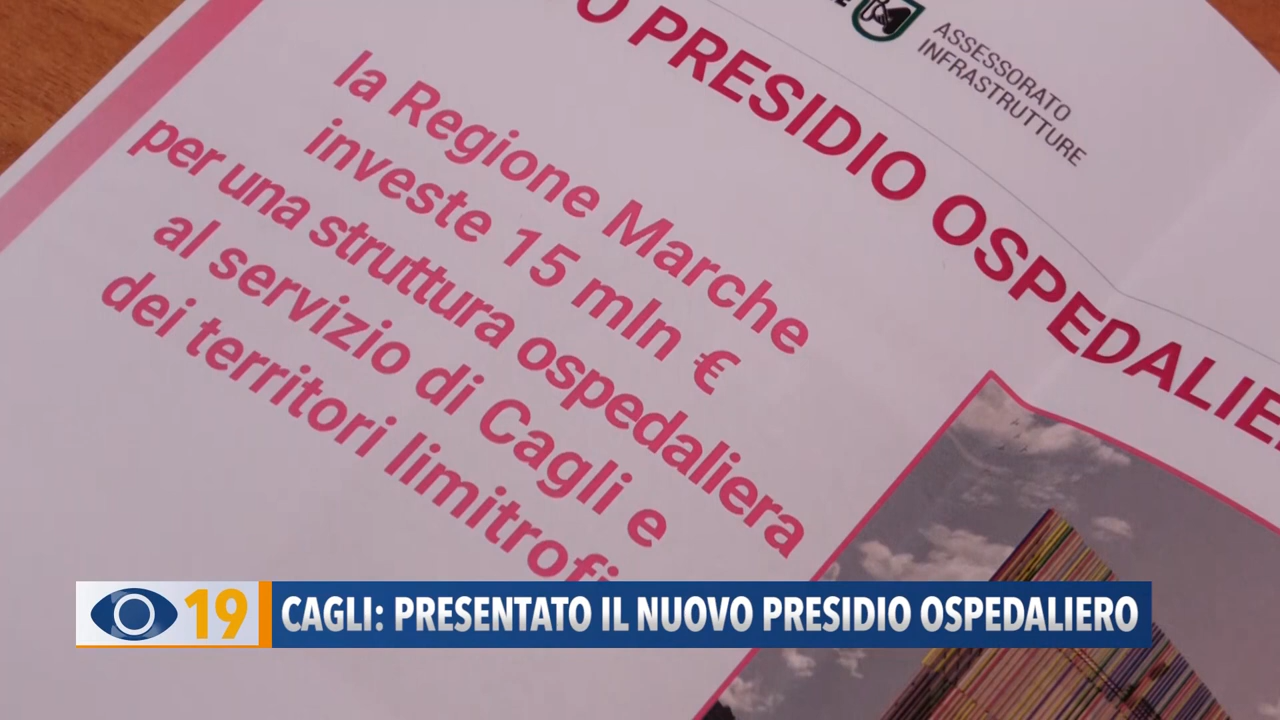 ASSESSORATO
INFRASTRUTTURE
PRESIDIO
la Regione Marche
investe 15 mln €
per una struttura ospedaliera
al servizio di Cagli e
dei territori limitrofi
19
CAGLI: PRESENTATO IL NUOVO PRESIDIO OSPEDALIERO